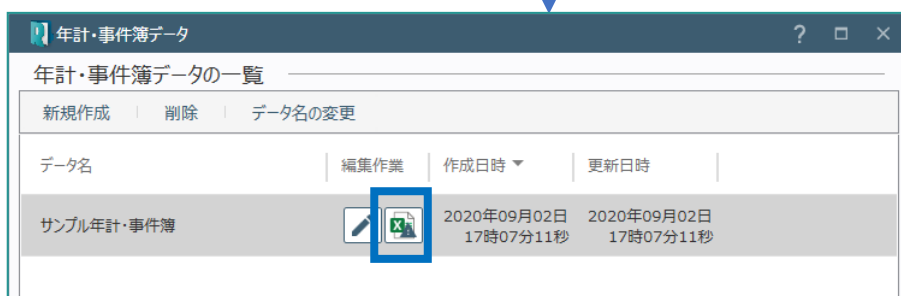 年計・事件簿データ
年計・事件簿データの一覧
新規作成 削除 データ名の変更
データ名 編集作業 作成日時 更新日時
サンプル年計・事件簿 2020年09月02日 2020年09月02日
17時07分11秒 17時07分11秒